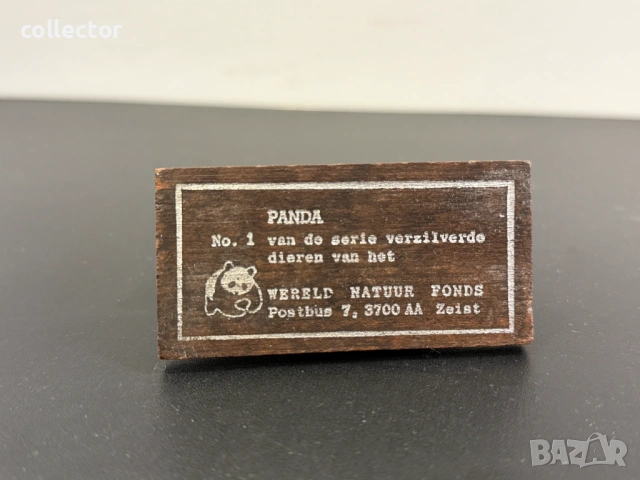 collector
PANDA
No. 1 van de serie verzilverde
dieren van het
WERELD NATUUR FONDS
Postbus 7, 3700 AA Zeist
BAZAR